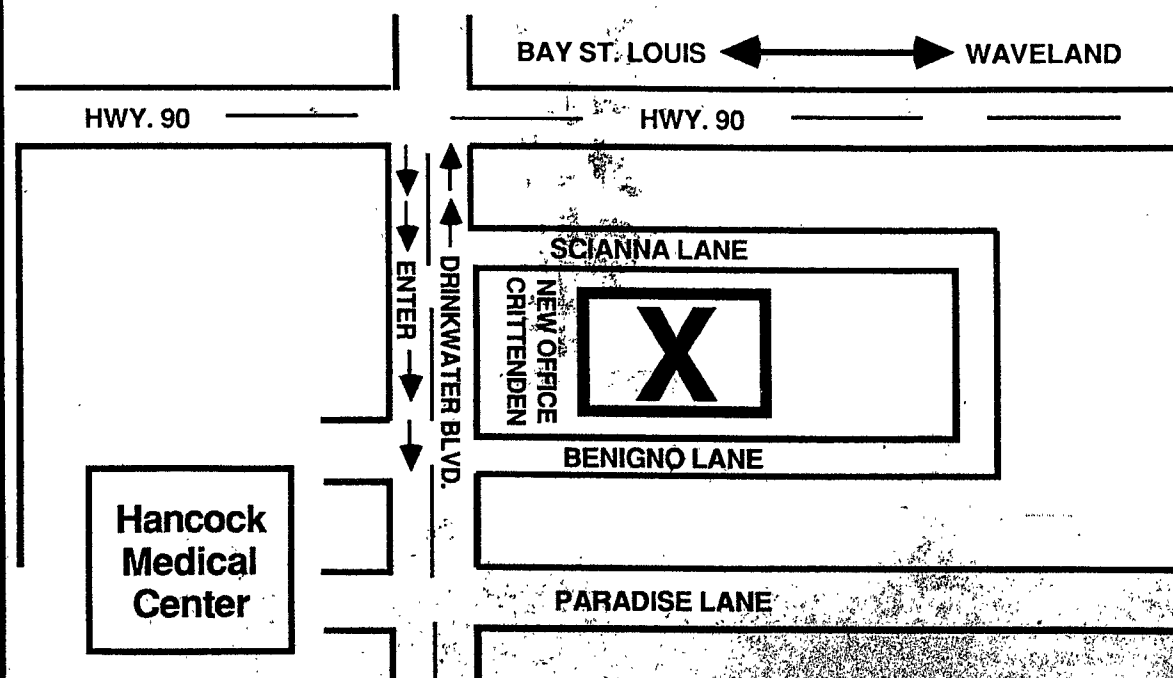 BAY ST. LOUIS WAVELAND
HWY. 90 HWY. 90
SCIANNA LANE
ENTER
DRINKWATER BLVD.
NEW OFFICE
CRITTENDEN
X
BENIGNO LANE
Hancock
Medical
Center
PARADISE LANE